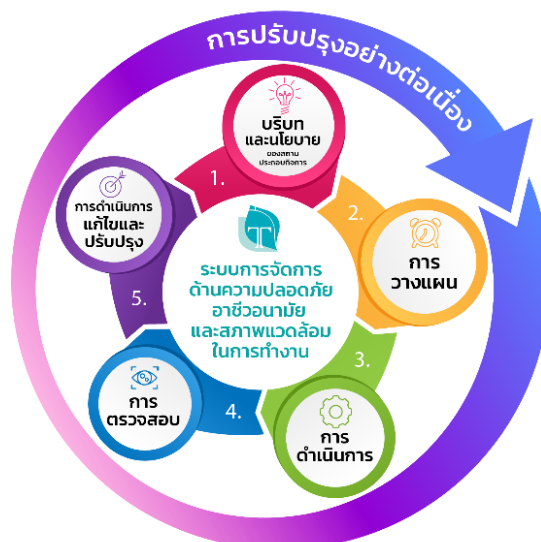 การปรับปรุงอย่างต่อเนื่อง
1.
บริบท
และนโยบาย
ของสถาน
ประกอบกิจการ
2.
การ
วางแผน
3.
การ
ดำเนินการ
4.
การ
ตรวจสอบ
5.
การดำเนินการ
แก้ไขและ
ปรับปรุง
T
ระบบการจัดการ
ด้านความปลอดภัย
อาชีวอนามัย
และสภาพแวดล้อม
ในการทำงาน